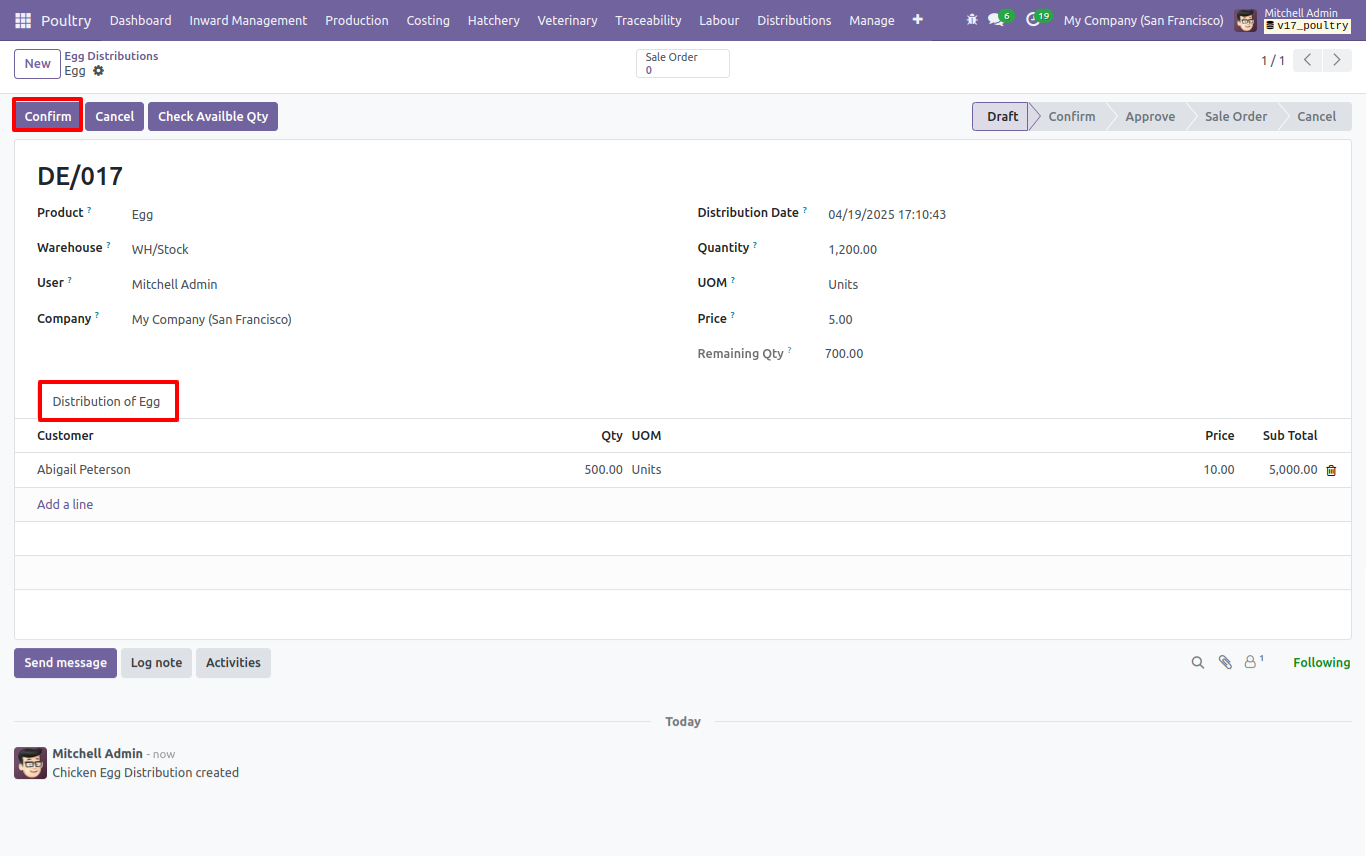 Poultry Dashboard Inward Management Production Costing Hatchery Veterinary Traceability Labour Distributions Manage + 6 19 My Company (San Francisco) Mitchell Admin
v17_poultry
New Egg Distributions
Egg
Sale Order
0
1 / 1
Confirm Cancel Check Availble Qty Draft Confirm Approve Sale Order Cancel
DE/017
Product ? Egg Distribution Date ? 04/19/2025 17:10:43
Warehouse ? WH/Stock Quantity ? 1,200.00
User ? Mitchell Admin UOM ? Units
Company ? My Company (San Francisco) Price ? 5.00
Remaining Qty ? 700.00
Distribution of Egg
Customer Qty UOM Price Sub Total
Abigail Peterson 500.00 Units 10.00 5,000.00
Add a line
Send message Log note Activities 1 Following
Today
Mitchell Admin - now
Chicken Egg Distribution created